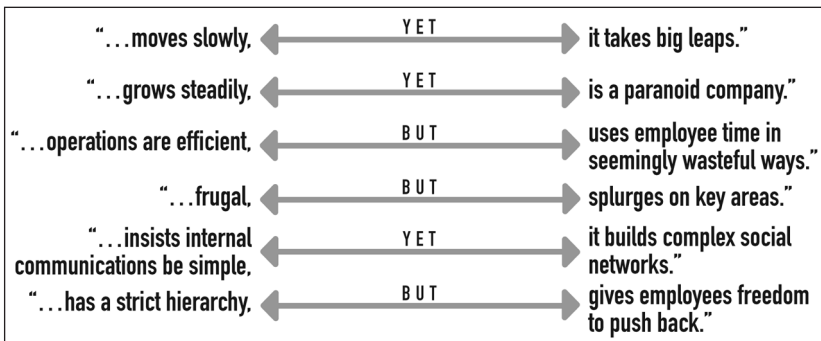 “...moves slowly, YET it takes big leaps.”
“...grows steadily, YET is a paranoid company.”
“...operations are efficient, BUT uses employee time in
seemingly wasteful ways.”
“...frugal, BUT splurges on key areas.”
“...insists internal
communications be simple, YET it builds complex social
networks.”
“...has a strict hierarchy, BUT gives employees freedom
to push back.”